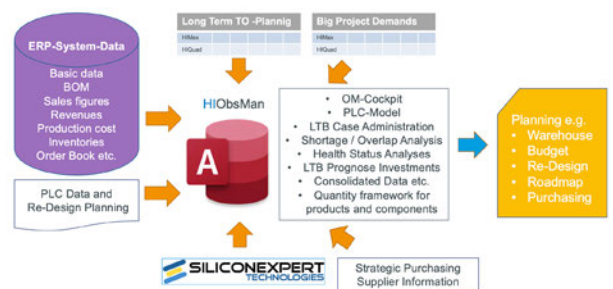 Long Term TO -Plannig
HIMax
HIQuad
Big Project Demands
HIMax
HIQuad
ERP-System-Data
Basic data
BOM
Sales figures
Revenues
Production cost
Inventories
Order Book etc.
HIObsMan
A
• OM-Cockpit
• PLC-Model
• LTB Case Administration
• Shortage / Overlap Analysis
• Health Status Analyses
• LTB Prognose Investments
• Consolidated Data etc.
• Quantity framework for
products and components
Planning e.g.
• Warehouse
• Budget
• Re-Design
• Roadmap
• Purchasing
PLC Data and
Re-Design Planning
SILICONEXPERT
TECHNOLOGIES
Strategic Purchasing
Supplier Information